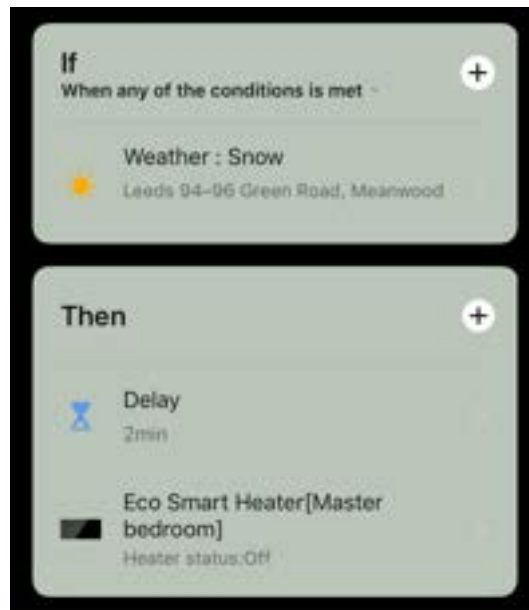 If
When any of the conditions is met
Weather : Snow
Leeds 94-96 Green Road, Meanwood
Then
Delay
2min
Eco Smart Heater[Master
bedroom]
Heater status:Off